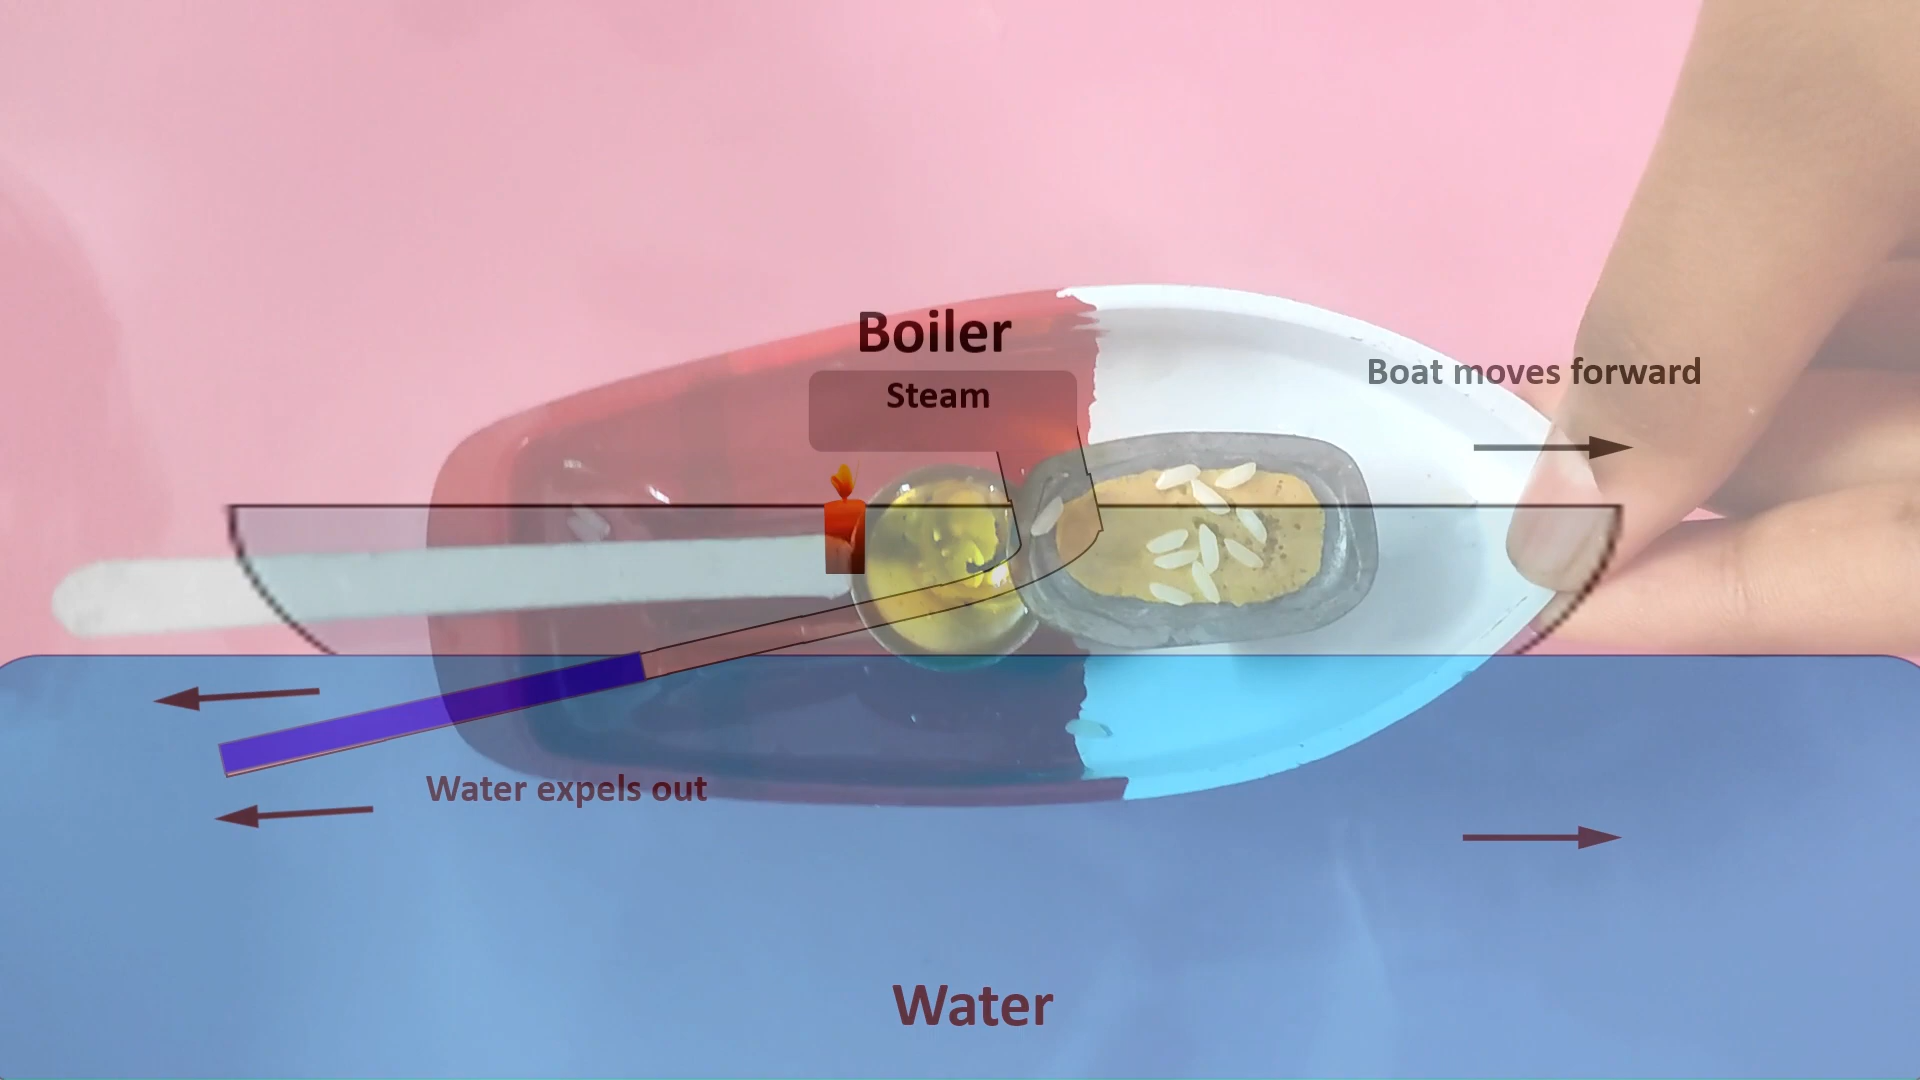 Boiler
Steam
Boat moves forward
Water expels out
Water